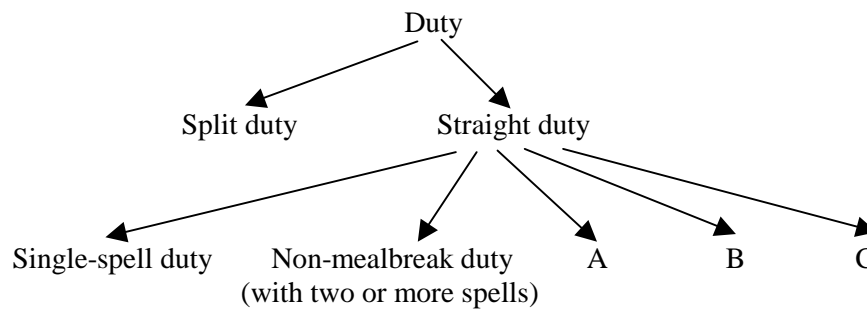 Duty
Split duty Straight duty
Single-spell duty Non-mealbreak duty A B C
(with two or more spells)